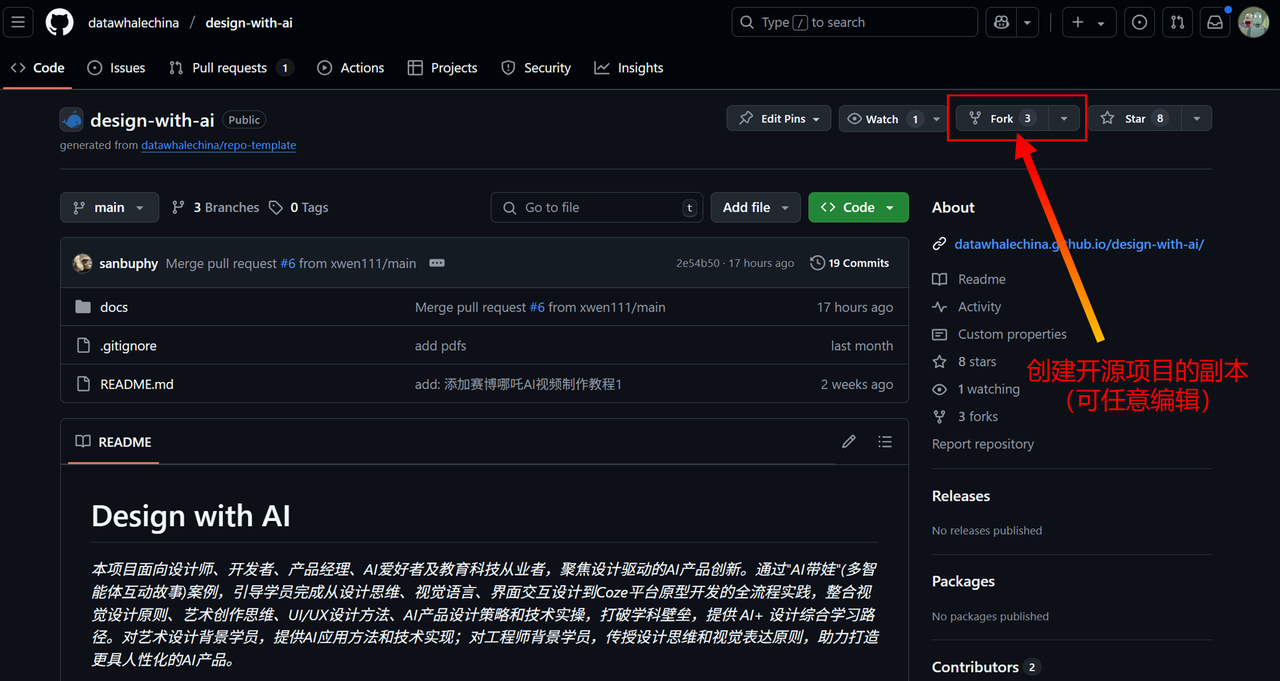 datawhalechina / design-with-ai
Type / to search
Code
Issues
Pull requests 1
Actions
Projects
Security
Insights
design-with-ai Public
generated from datawhalechina/repo-template
Edit Pins
Watch 1
Fork 3
Star 8
main
3 Branches
0 Tags
Go to file t
Add file
Code
sanbuphy Merge pull request #6 from xwen111/main
2e54b50 · 17 hours ago
19 Commits
docs Merge pull request #6 from xwen111/main 17 hours ago
.gitignore add pdfs last month
README.md add: 添加赛博哪吒AI视频制作教程1 2 weeks ago
README
Design with AI
本项目面向设计师、开发者、产品经理、AI爱好者及教育科技从业者，聚焦设计驱动的AI产品创新。通过"AI带娃"(多智
能体互动故事)案例，引导学员完成从设计思维、视觉语言、界面交互设计到Coze平台原型开发的全流程实践，整合视
觉设计原则、艺术创作思维、UI/UX设计方法、AI产品设计策略和技术实操，打破学科壁垒，提供 AI+ 设计综合学习路
径。对艺术设计背景学员，提供AI应用方法和技术实现；对工程师背景学员，传授设计思维和视觉表达原则，助力打造
更具人性化的AI产品。
About
datawhalechina.github.io/design-with-ai/
Readme
Activity
Custom properties
8 stars
1 watching
3 forks
Report repository
创建开源项目的副本
（可任意编辑）
Releases
No releases published
Packages
No packages published
Contributors 2